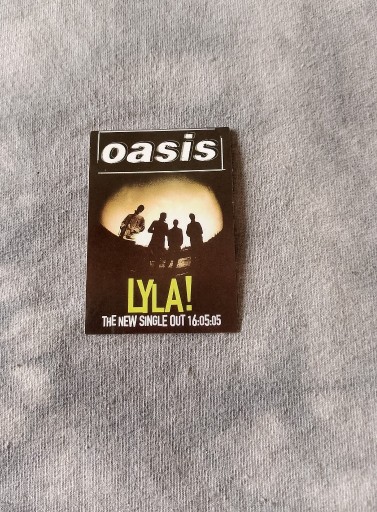 oasis
LYLA!
THE NEW SINGLE OUT 16:05:05